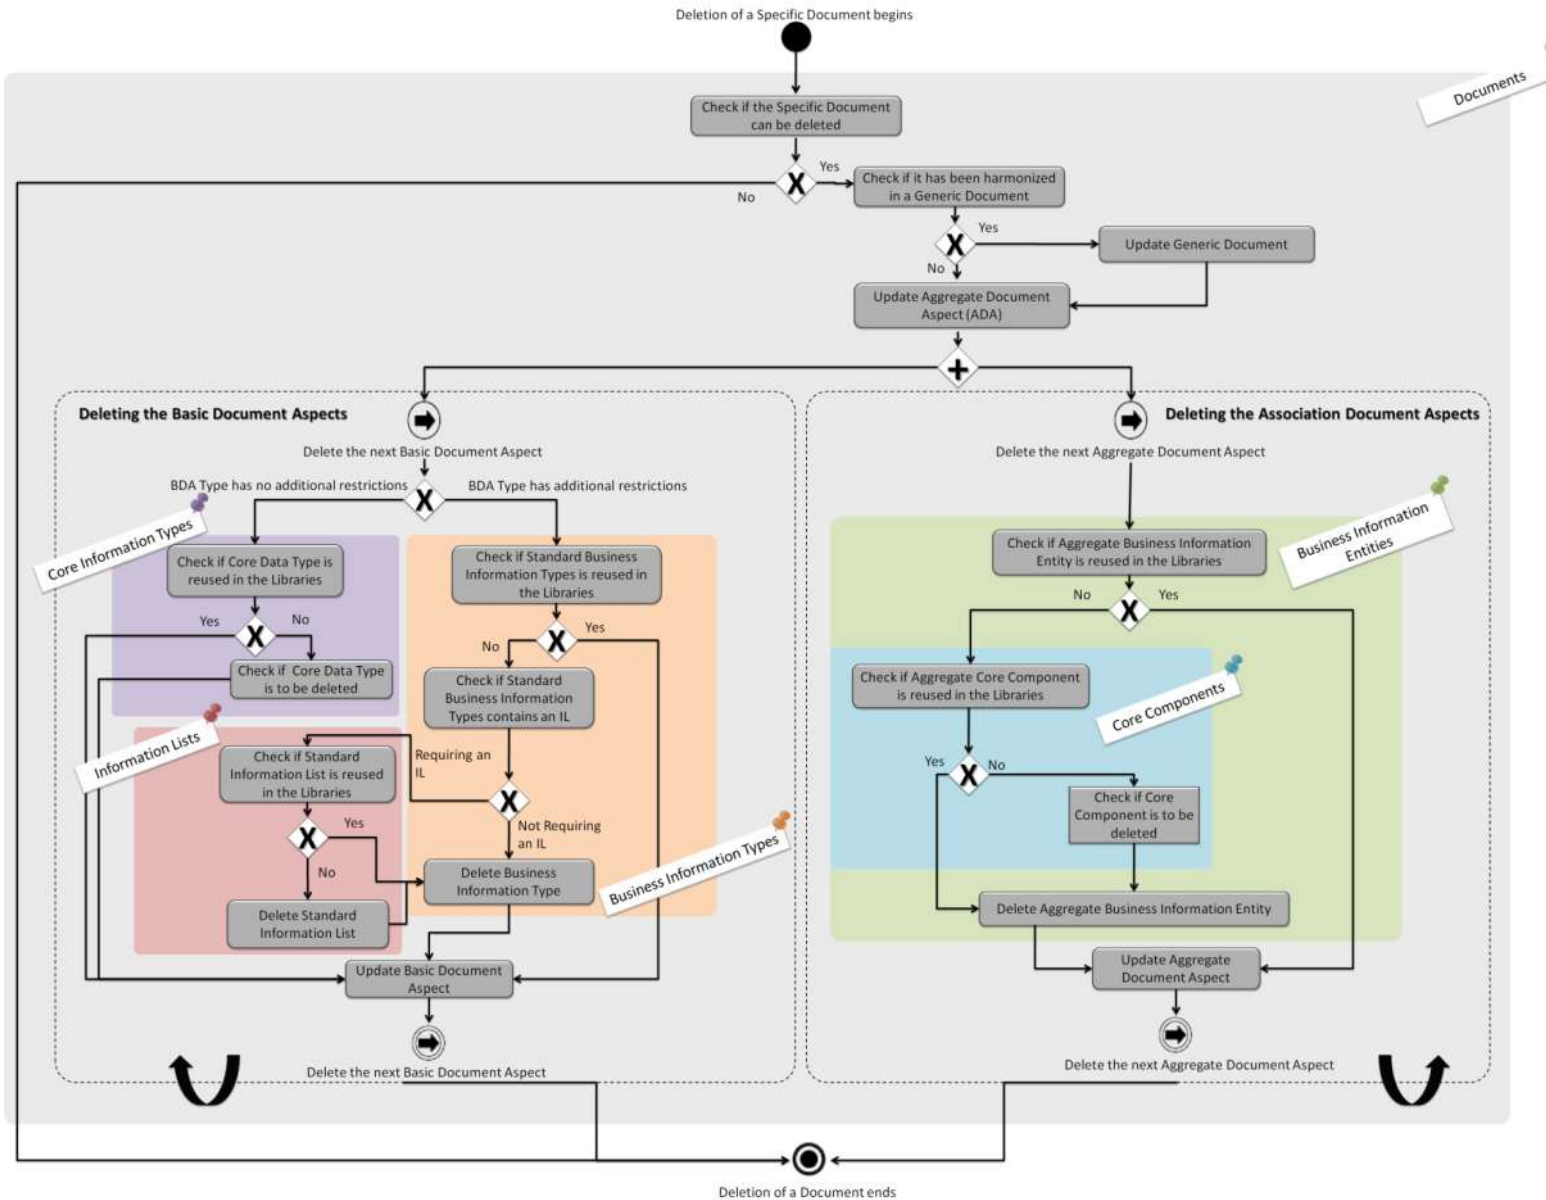 Deletion of a Specific Document begins
Documents
Check if the Specific Document
can be deleted
Yes
No
Check if it has been harmonized
in a Generic Document
Yes
No
Update Generic Document
Update Aggregate Document
Aspect (ADA)
Deleting the Basic Document Aspects
Delete the next Basic Document Aspect
BDA Type has no additional restrictions
BDA Type has additional restrictions
Core Information Types
Check if Core Data Type is
reused in the Libraries
Yes
No
Check if Core Data Type
is to be deleted
Check if Standard Business
Information Types is reused in
the Libraries
No
Yes
Check if Standard
Business Information
Types contains an IL
Requiring an
IL
Not Requiring
an IL
Information Lists
Check if Standard
Information List is reused
in the Libraries
Yes
No
Delete Standard
Information List
Delete Business
Information Type
Business Information Types
Update Basic Document
Aspect
Delete the next Basic Document Aspect
Deleting the Association Document Aspects
Delete the next Aggregate Document Aspect
Business Information
Entities
Check if Aggregate Business Information
Entity is reused in the Libraries
No
Yes
Check if Aggregate Core Component
is reused in the Libraries
Core Components
Yes
No
Check if Core
Component is to be
deleted
Delete Aggregate Business Information Entity
Update Aggregate
Document Aspect
Delete the next Aggregate Document Aspect
Deletion of a Document ends